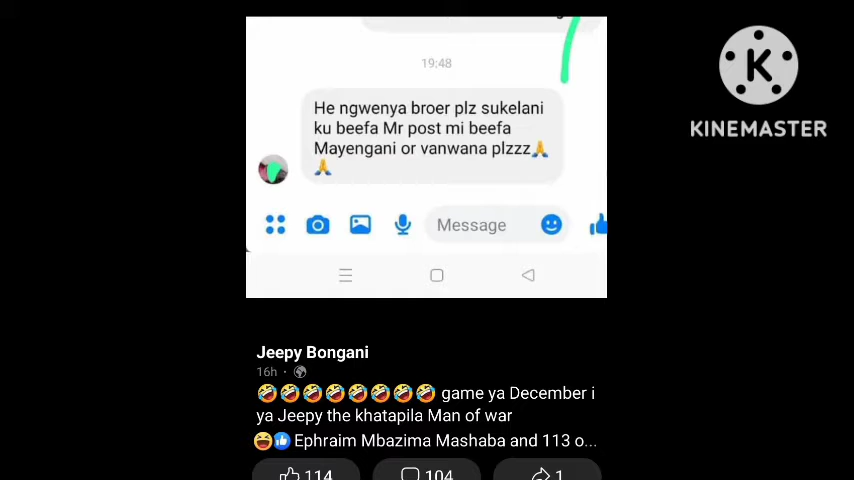 19:48
He ngwenya broer plz sukelani
ku beefa Mr post mi beefa
Mayengani or vanwana plzzz🙏
🙏
Message
K
KINEMASTER
Jeepy Bongani
16h ·
🤣🤣🤣🤣🤣🤣🤣🤣 game ya December i
ya Jeepy the khatapila Man of war
Ephraim Mbazima Mashaba and 113 o...
114
104
1